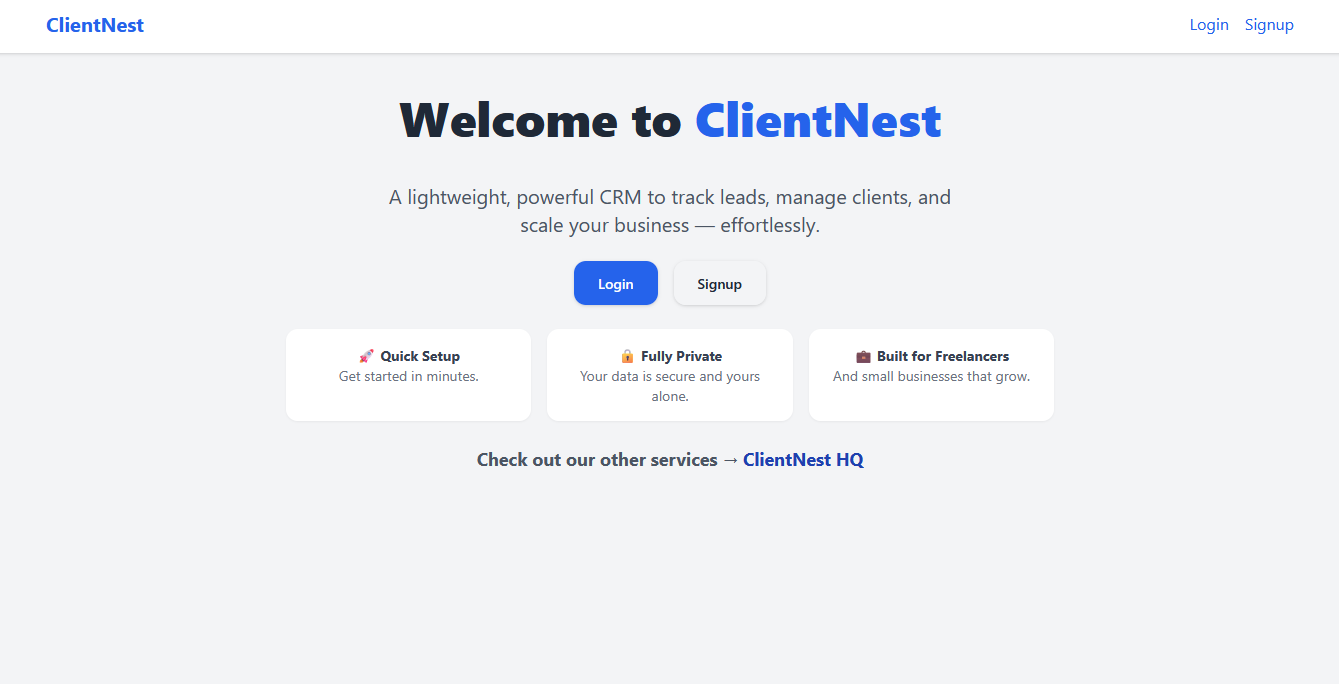 ClientNest
Login Signup
Welcome to ClientNest
A lightweight, powerful CRM to track leads, manage clients, and
scale your business — effortlessly.
Login
Signup
🚀 Quick Setup
Get started in minutes.
🔒 Fully Private
Your data is secure and yours
alone.
💼 Built for Freelancers
And small businesses that grow.
Check out our other services → ClientNest HQ